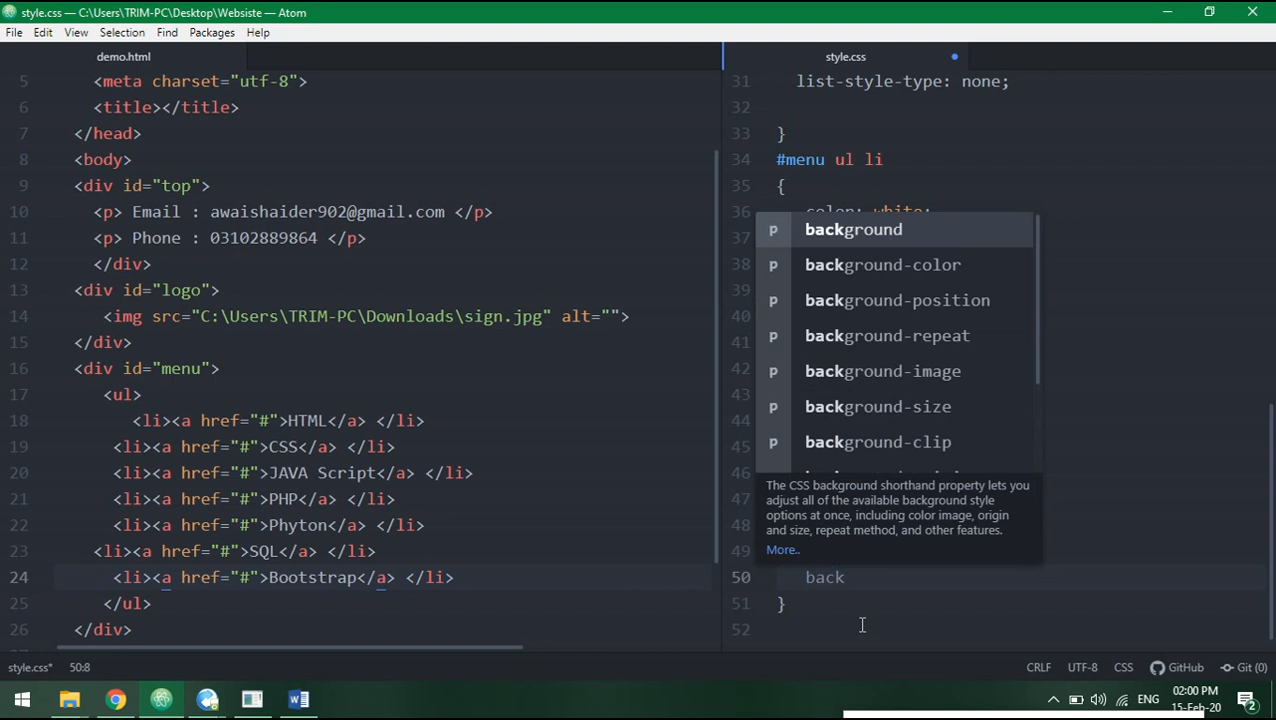 style.css — C:\Users\TRIM-PC\Desktop\Websiste — Atom
File Edit View Selection Find Packages Help
demo.html
5 <meta charset="utf-8">
6 <title></title>
7 </head>
8 <body>
9 <div id="top">
10 <p> Email : awaishaider902@gmail.com </p>
11 <p> Phone : 03102889864 </p>
12 </div>
13 <div id="logo">
14 <img src="C:\Users\TRIM-PC\Downloads\sign.jpg" alt="">
15 </div>
16 <div id="menu">
17 <ul>
18 <li><a href="#">HTML</a> </li>
19 <li><a href="#">CSS</a> </li>
20 <li><a href="#">JAVA Script</a> </li>
21 <li><a href="#">PHP</a> </li>
22 <li><a href="#">Phyton</a> </li>
23 <li><a href="#">SQL</a> </li>
24 <li><a href="#">Bootstrap</a> </li>
25 </ul>
26 </div>
style.css
31 list-style-type: none;
32
33 }
34 #menu ul li
35 {
36 color: white;
37
38
39
40
41
42
43
44
45
46
47
48
49
50 back
51 }
52
p background
p background-color
p background-position
p background-repeat
p background-image
p background-size
p background-clip
The CSS background shorthand property lets you
adjust all of the available background style
options at once, including color image, origin
and size, repeat method, and other features.
More..
style.css* 50:8
CRLF UTF-8 CSS GitHub Git (0)
ENG
02:00 PM
15-Feb-20
2